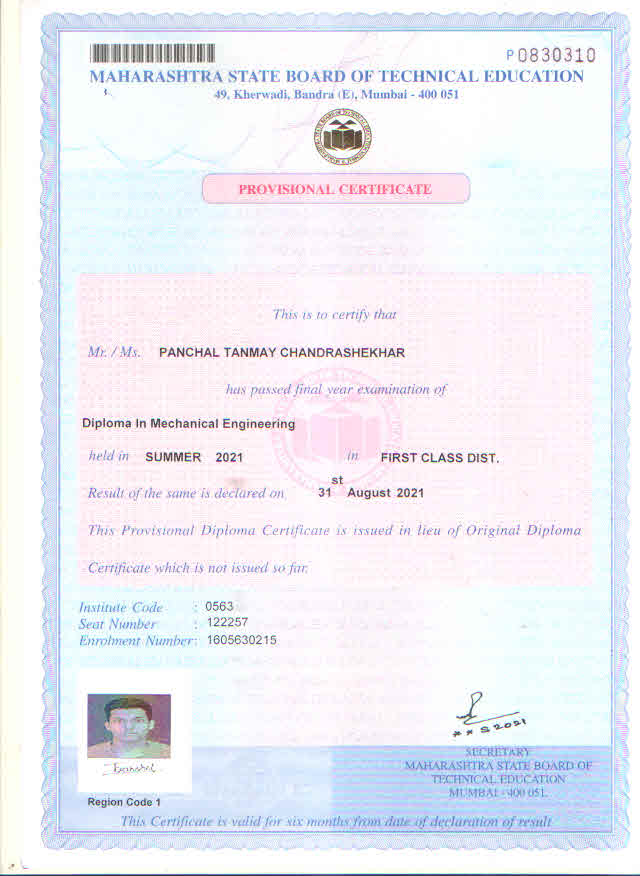 P 0830310
MAHARASHTRA STATE BOARD OF TECHNICAL EDUCATION
49, Kherwadi, Bandra (E), Mumbai - 400 051
PROVISIONAL CERTIFICATE
This is to certify that
Mr. / Ms. PANCHAL TANMAY CHANDRASHEKHAR
has passed final year examination of
Diploma In Mechanical Engineering
held in SUMMER 2021 in FIRST CLASS DIST.
Result of the same is declared on 31st August 2021
This Provisional Diploma Certificate is issued in lieu of Original Diploma
Certificate which is not issued so far.
Institute Code : 0563
Seat Number : 122257
Enrolment Number : 1605630215
* * S 2021
SECRETARY
MAHARASHTRA STATE BOARD OF
TECHNICAL EDUCATION
MUMBAI - 400 051.
Region Code 1
This Certificate is valid for six months from date of declaration of result